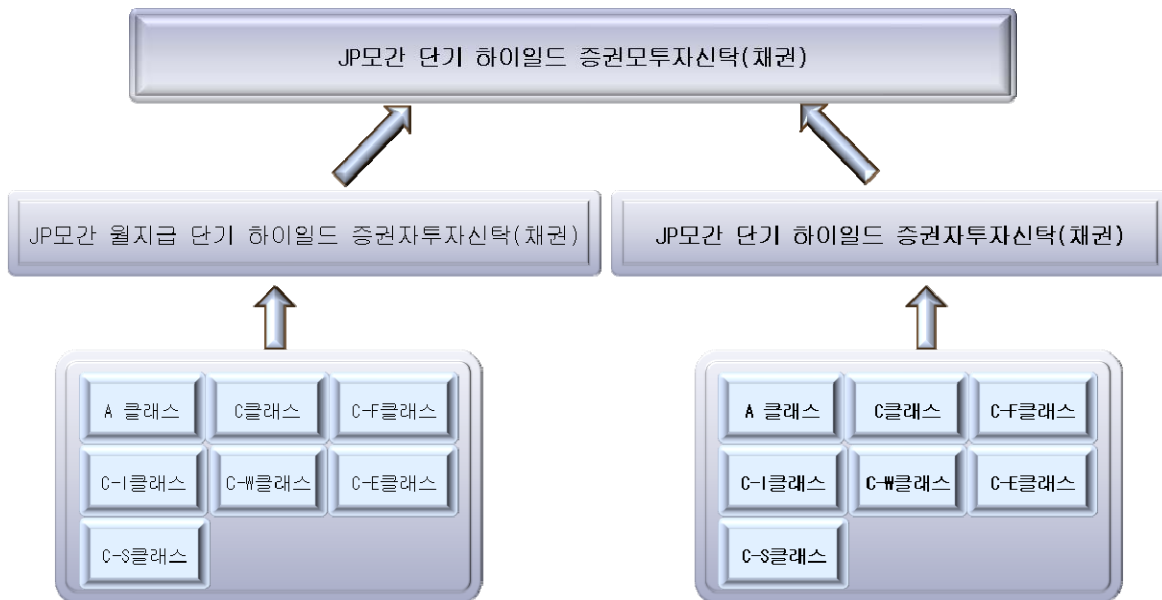 JP모간 단기 하이일드 증권모투자신탁(채권)
JP모간 월지급 단기 하이일드 증권자투자신탁(채권)
JP모간 단기 하이일드 증권자투자신탁(채권)
A 클래스 C클래스 C-F클래스
C-I클래스 C-W클래스 C-E클래스
C-S클래스
A 클래스 C클래스 C-F클래스
C-I클래스 C-W클래스 C-E클래스
C-S클래스